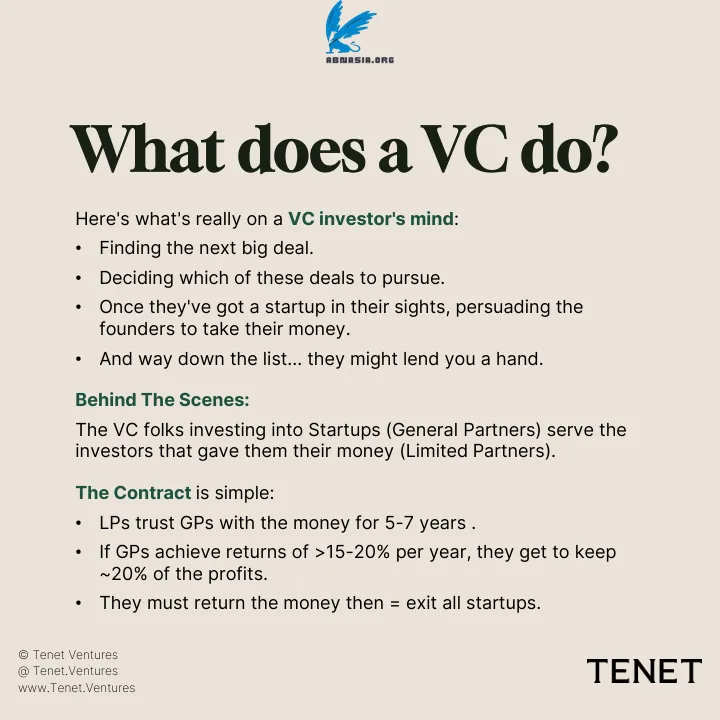 ABNASIA.ORG
What does a VC do?
Here's what's really on a VC investor's mind:
• Finding the next big deal.
• Deciding which of these deals to pursue.
• Once they've got a startup in their sights, persuading the
founders to take their money.
• And way down the list... they might lend you a hand.
Behind The Scenes:
The VC folks investing into Startups (General Partners) serve the
investors that gave them their money (Limited Partners).
The Contract is simple:
• LPs trust GPs with the money for 5-7 years .
• If GPs achieve returns of >15-20% per year, they get to keep
~20% of the profits.
• They must return the money then = exit all startups.
© Tenet Ventures
@ Tenet.Ventures
www.Tenet.Ventures
TENET